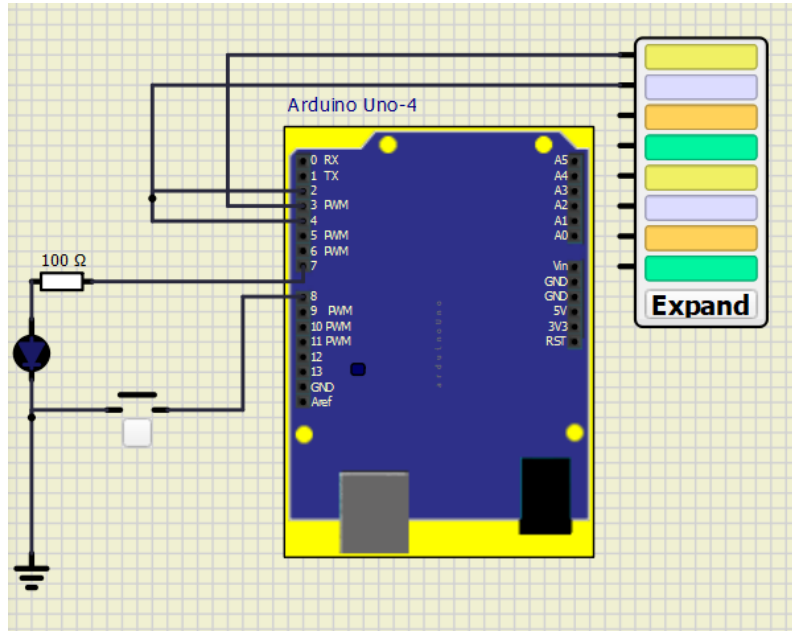 Arduino Uno-4
0 RX
1 TX
2
3 PWM
4
5 PWM
6 PWM
7
8
9 PWM
10 PWM
11 PWM
12
13
GND
Aref
A5
A4
A3
A2
A1
A0
Vin
GND
GND
5V
3V3
RST
arduinoUno
100 Ω
Expand